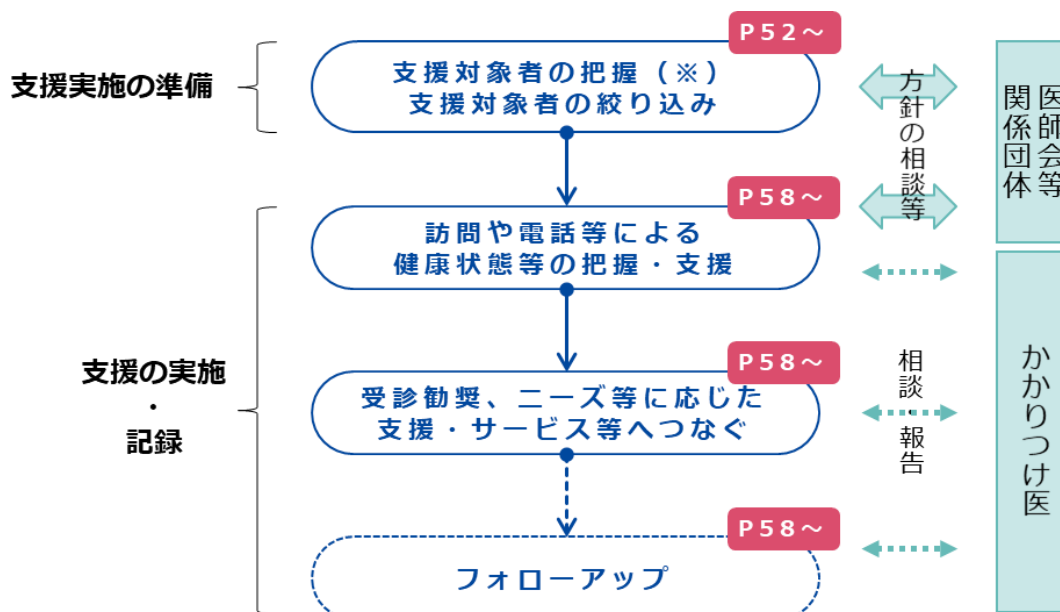 P52～
支援実施の準備
支援対象者の把握（※）
支援対象者の絞り込み
方針の相談等
医師会等
関係団体
P58～
訪問や電話等による
健康状態等の把握・支援
支援の実施
・
記録
P58～
受診勧奨、ニーズ等に応じた
支援・サービス等へつなぐ
相談・報告
かかりつけ医
P58～
フォローアップ